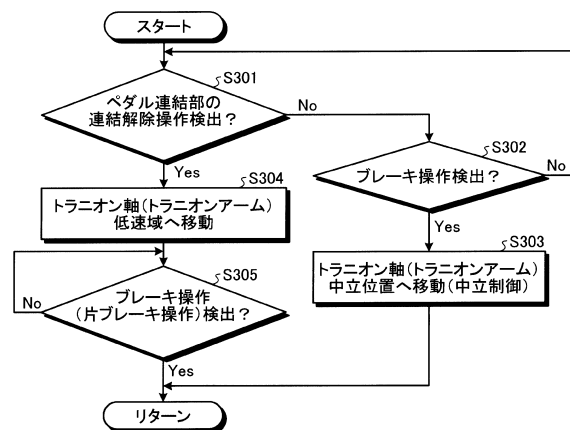 スタート
S301
ペダル連結部の
連結解除操作検出？
No
Yes
S302
ブレーキ操作検出？
No
Yes
S304
トラニオン軸(トラニオンアーム)
低速域へ移動
S303
トラニオン軸(トラニオンアーム)
中立位置へ移動(中立制御)
S305
ブレーキ操作
(片ブレーキ操作)検出？
No
Yes
リターン